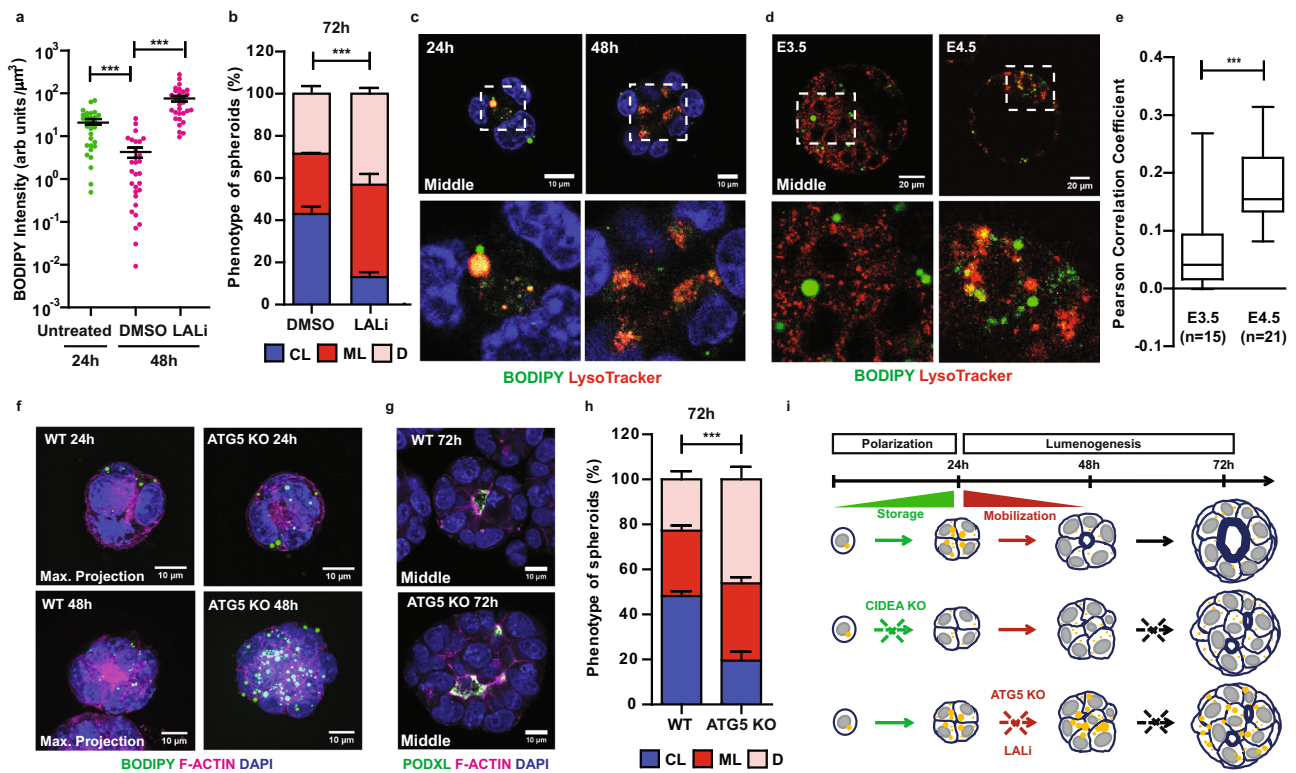 a
10³
10²
10¹
10⁰
10⁻¹
10⁻²
10⁻³
BODIPY Intensity (arb units/µm³)
***
***
Untreated DMSO LALi
24h 48h
b
72h
120
100
80
60
40
20
0
Phenotype of spheroids (%)
***
DMSO LALi
CL ML D
c
24h
48h
Middle
10 µm
10 µm
BODIPY LysoTracker
d
E3.5
E4.5
Middle
20 µm
20 µm
BODIPY LysoTracker
e
0.4
0.3
0.2
0.1
0.0
-0.1
Pearson Correlation Coefficient
***
E3.5 E4.5
(n=15) (n=21)
f
WT 24h
ATG5 KO 24h
Max. Projection
10 µm
10 µm
WT 48h
ATG5 KO 48h
Max. Projection
10 µm
10 µm
BODIPY F-ACTIN DAPI
g
WT 72h
Middle
10 µm
ATG5 KO 72h
Middle
10 µm
PODXL F-ACTIN DAPI
h
72h
120
100
80
60
40
20
0
Phenotype of spheroids (%)
***
WT ATG5 KO
CL ML D
i
Polarization Lumenogenesis
24h 48h 72h
Storage Mobilization
CIDEA KO
ATG5 KO
LALi